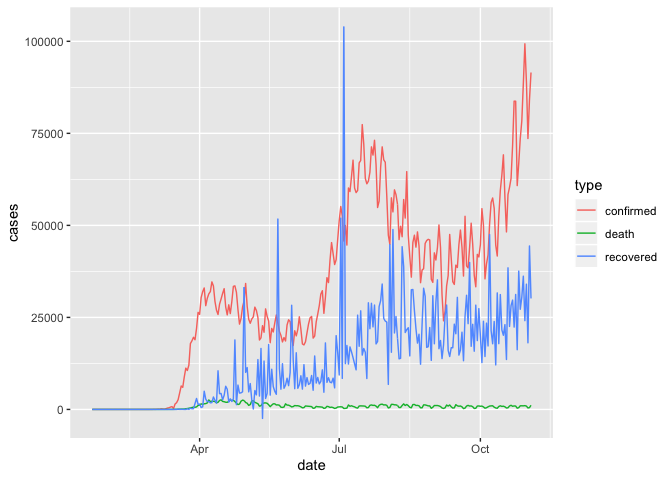 100000
75000
50000
25000
0
cases
Apr
Jul
Oct
date
type
confirmed
death
recovered